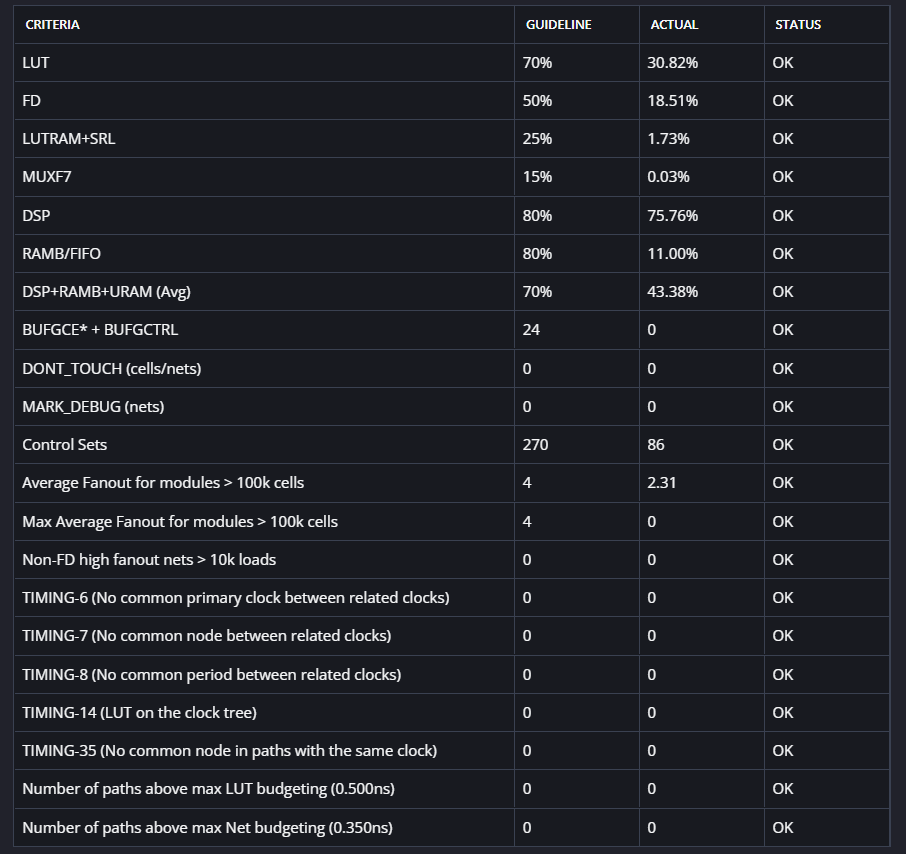 CRITERIA GUIDELINE ACTUAL STATUS
LUT 70% 30.82% OK
FD 50% 18.51% OK
LUTRAM+SRL 25% 1.73% OK
MUXF7 15% 0.03% OK
DSP 80% 75.76% OK
RAMB/FIFO 80% 11.00% OK
DSP+RAMB+URAM (Avg) 70% 43.38% OK
BUFGCE* + BUFGCTRL 24 0 OK
DONT_TOUCH (cells/nets) 0 0 OK
MARK_DEBUG (nets) 0 0 OK
Control Sets 270 86 OK
Average Fanout for modules > 100k cells 4 2.31 OK
Max Average Fanout for modules > 100k cells 4 0 OK
Non-FD high fanout nets > 10k loads 0 0 OK
TIMING-6 (No common primary clock between related clocks) 0 0 OK
TIMING-7 (No common node between related clocks) 0 0 OK
TIMING-8 (No common period between related clocks) 0 0 OK
TIMING-14 (LUT on the clock tree) 0 0 OK
TIMING-35 (No common node in paths with the same clock) 0 0 OK
Number of paths above max LUT budgeting (0.500ns) 0 0 OK
Number of paths above max Net budgeting (0.350ns) 0 0 OK